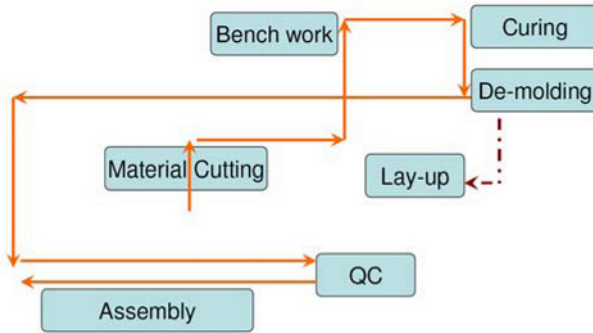 Bench work
Curing
De-molding
Material Cutting
Lay-up
QC
Assembly